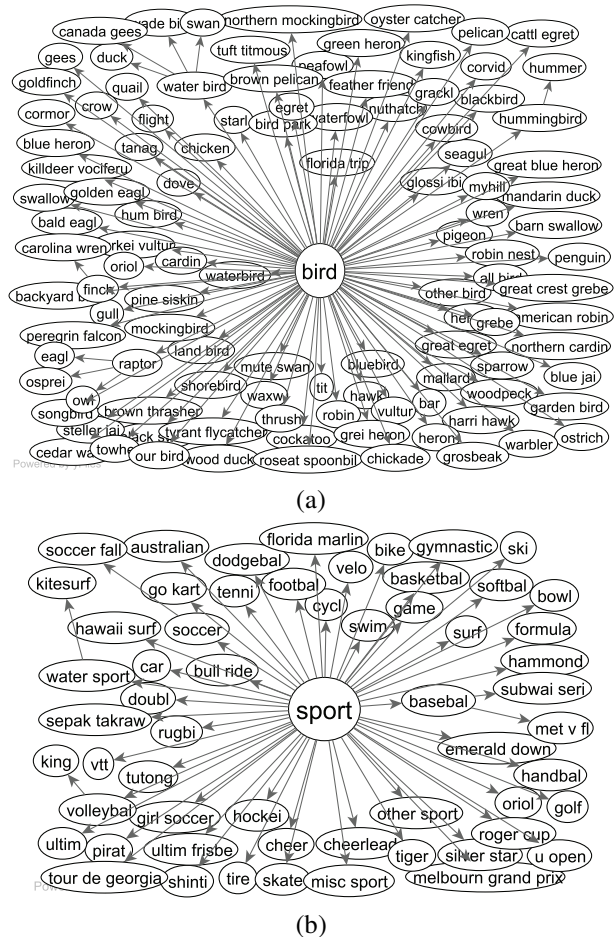 canada gees
swan
northern mockingbird
oyster catcher
pelican
cattl egret
gees
duck
tuft titmous
green heron
kingfish
corvid
hummer
goldfinch
water bird
brown pelican
feather friend
grackl
blackbird
quail
crow
flight
egret
nuthatch
cormor
starl
bird park
cowbird
hummingbird
blue heron
tanag
chicken
seagul
killdeer vociferu
florida trip
great blue heron
swallow
golden eagl
dove
glossi ibi
myhill
mandarin duck
bald eagl
hum bird
wren
barn swallow
carolina wren
pigeon
robin nest
penguin
oriol
cardin
waterbird
bird
all bird
finch
pine siskin
other bird
great crest grebe
gull
grebe
american robin
peregrin falcon
mockingbird
great egret
northern cardin
eagl
raptor
land bird
mute swan
bluebird
sparrow
blue jai
osprei
shorebird
waxw
tit
hawk
mallard
woodpeck
owl
songbird
brown thrasher
thrush
robin
vultur
bar
garden bird
steller jai
tyrant flycatcher
cockatoo
grei heron
heron
harri hawk
warbler
ostrich
our bird
wood duck
roseat spoonbil
chickade
grosbeak
(a)
soccer fall
australian
florida marlin
bike
gymnastic
ski
kitesurf
dodgebal
velo
go kart
tenni
footbal
basketbal
softbal
bowl
cycl
game
hawaii surf
soccer
swim
surf
formula
water sport
car
bull ride
hammond
doubl
sport
basebal
subwai seri
sepak takraw
rugbi
met v fl
king
vtt
emerald down
tutong
handbal
volleybal
girl soccer
hockei
other sport
oriol
golf
ultim
pirat
ultim frisbe
cheer
cheerlead
roger cup
tiger
silver star
u open
tour de georgia
shinti
tire
skate
misc sport
melbourn grand prix
(b)